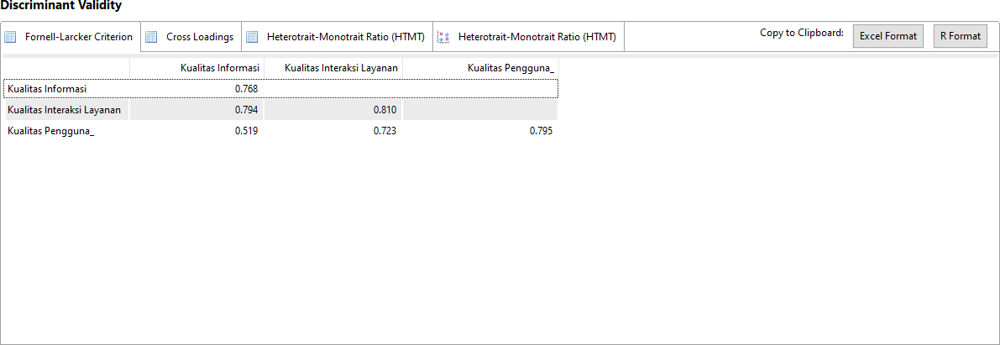 Discriminant Validity
Fornell-Larcker Criterion Cross Loadings Heterotrait-Monotrait Ratio (HTMT) Heterotrait-Monotrait Ratio (HTMT) Copy to Clipboard: Excel Format R Format
Kualitas Informasi Kualitas Interaksi Layanan Kualitas Pengguna_
Kualitas Informasi 0.768
Kualitas Interaksi Layanan 0.794 0.810
Kualitas Pengguna_ 0.519 0.723 0.795